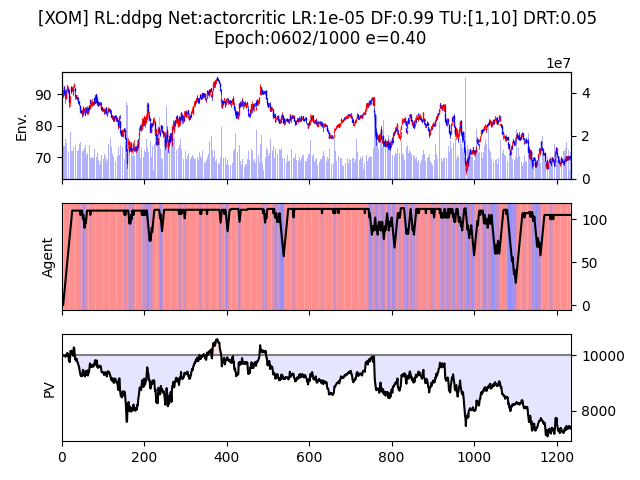 [XOM] RL:ddpg Net:actorcritic LR:1e-05 DF:0.99 TU:[1,10] DRT:0.05
Epoch:0602/1000 e=0.40
1e7
Env.
90
80
70
4
2
0
Agent
100
50
0
PV
10000
8000
0 200 400 600 800 1000 1200